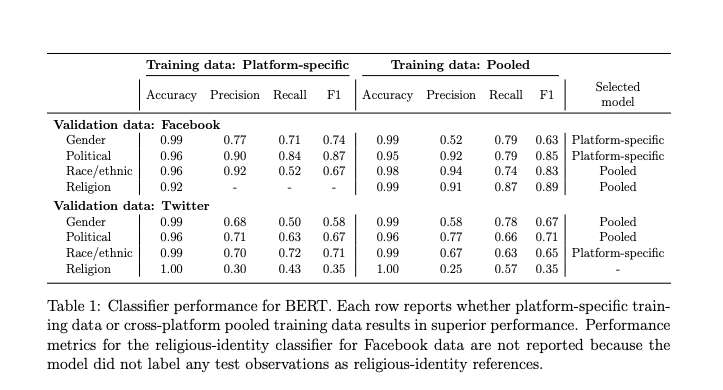 Training data: Platform-specific Training data: Pooled
Accuracy Precision Recall F1 Accuracy Precision Recall F1 Selected model
Validation data: Facebook
Gender 0.99 0.77 0.71 0.74 0.99 0.52 0.79 0.63 Platform-specific
Political 0.96 0.90 0.84 0.87 0.95 0.92 0.79 0.85 Platform-specific
Race/ethnic 0.96 0.92 0.52 0.67 0.98 0.94 0.74 0.83 Pooled
Religion 0.92 - - - 0.99 0.91 0.87 0.89 Pooled
Validation data: Twitter
Gender 0.99 0.68 0.50 0.58 0.99 0.58 0.78 0.67 Pooled
Political 0.96 0.71 0.63 0.67 0.96 0.77 0.66 0.71 Pooled
Race/ethnic 0.99 0.70 0.72 0.71 0.99 0.67 0.63 0.65 Platform-specific
Religion 1.00 0.30 0.43 0.35 1.00 0.25 0.57 0.35 -
Table 1: Classifier performance for BERT. Each row reports whether platform-specific train-
ing data or cross-platform pooled training data results in superior performance. Performance
metrics for the religious-identity classifier for Facebook data are not reported because the
model did not label any test observations as religious-identity references.